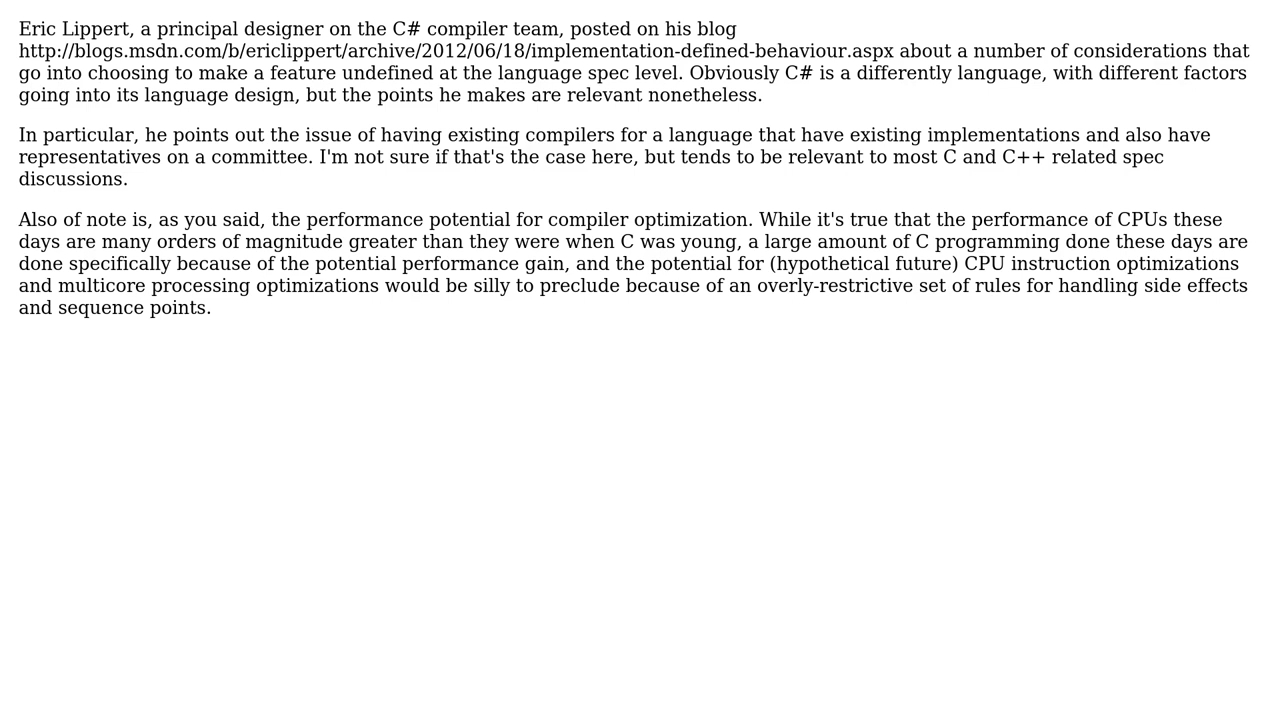 Eric Lippert, a principal designer on the C# compiler team, posted on his blog
http://blogs.msdn.com/b/ericlippert/archive/2012/06/18/implementation-defined-behaviour.aspx about a number of considerations that
go into choosing to make a feature undefined at the language spec level. Obviously C# is a differently language, with different factors
going into its language design, but the points he makes are relevant nonetheless.
In particular, he points out the issue of having existing compilers for a language that have existing implementations and also have
representatives on a committee. I'm not sure if that's the case here, but tends to be relevant to most C and C++ related spec
discussions.
Also of note is, as you said, the performance potential for compiler optimization. While it's true that the performance of CPUs these
days are many orders of magnitude greater than they were when C was young, a large amount of C programming done these days are
done specifically because of the potential performance gain, and the potential for (hypothetical future) CPU instruction optimizations
and multicore processing optimizations would be silly to preclude because of an overly-restrictive set of rules for handling side effects
and sequence points.